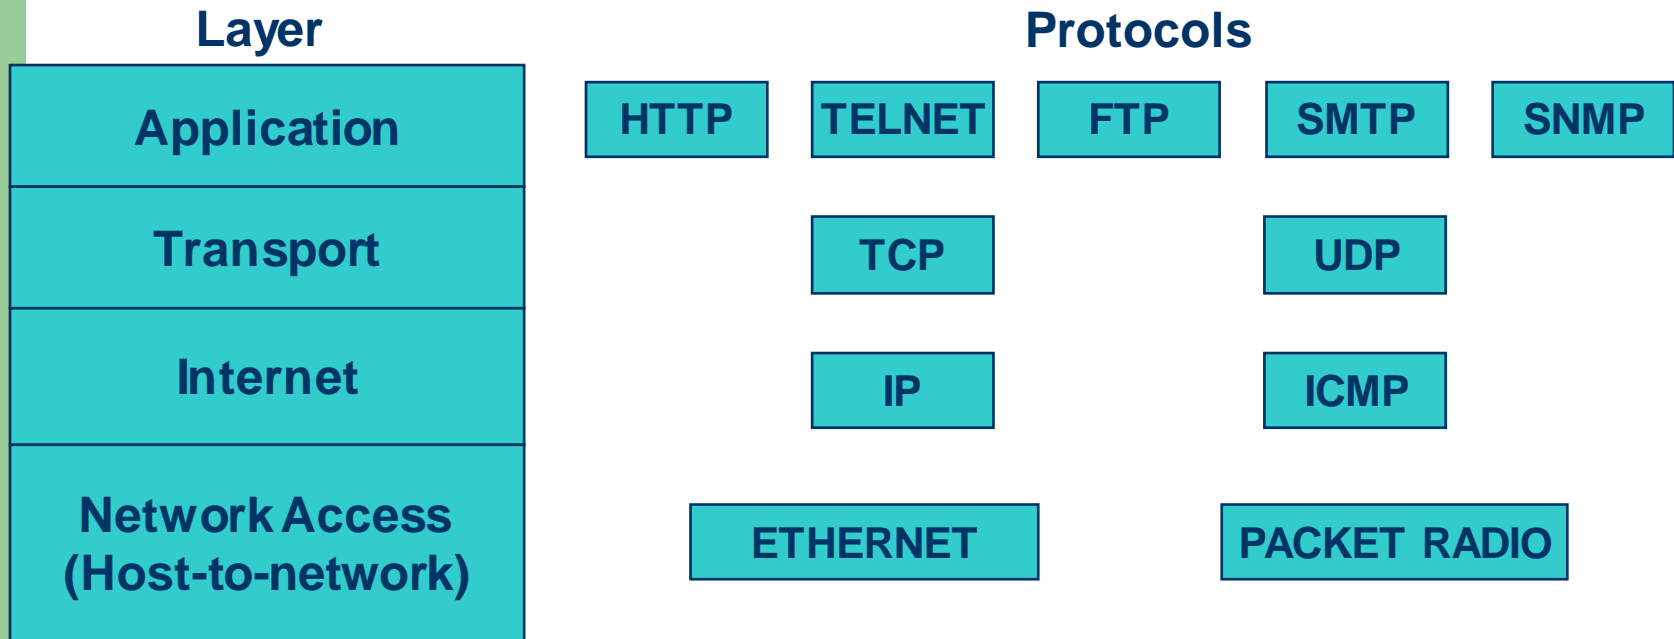 Layer Protocols
Application HTTP TELNET FTP SMTP SNMP
Transport TCP UDP
Internet IP ICMP
Network Access
(Host-to-network) ETHERNET PACKET RADIO